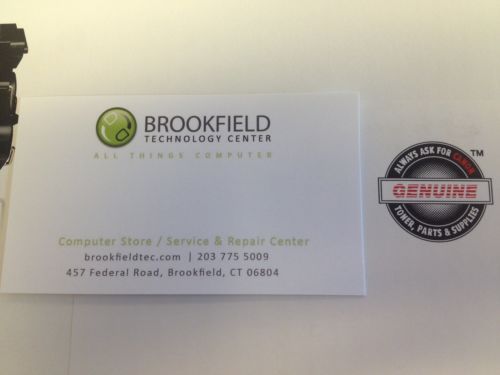 BROOKFIELD
TECHNOLOGY CENTER
ALL THINGS COMPUTER
Computer Store / Service & Repair Center
brookfieldtec.com | 203 775 5009
457 Federal Road, Brookfield, CT 06804
ALWAYS ASK FOR CANON
GENUINE
TONER, PARTS & SUPPLIES
TM